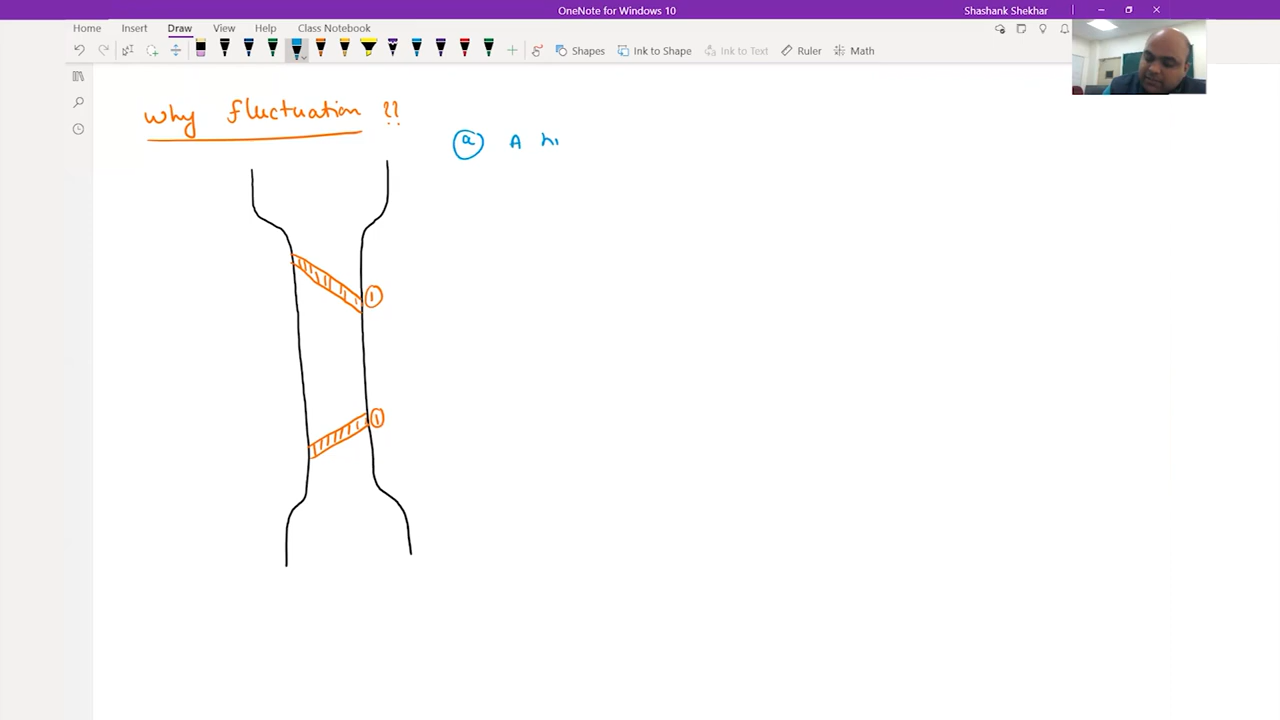 OneNote for Windows 10
Shashank Shekhar
Home Insert Draw View Help Class Notebook
Shapes Ink to Shape Ink to Text Ruler Math
Why fluctuation ??
a A hi
1
1